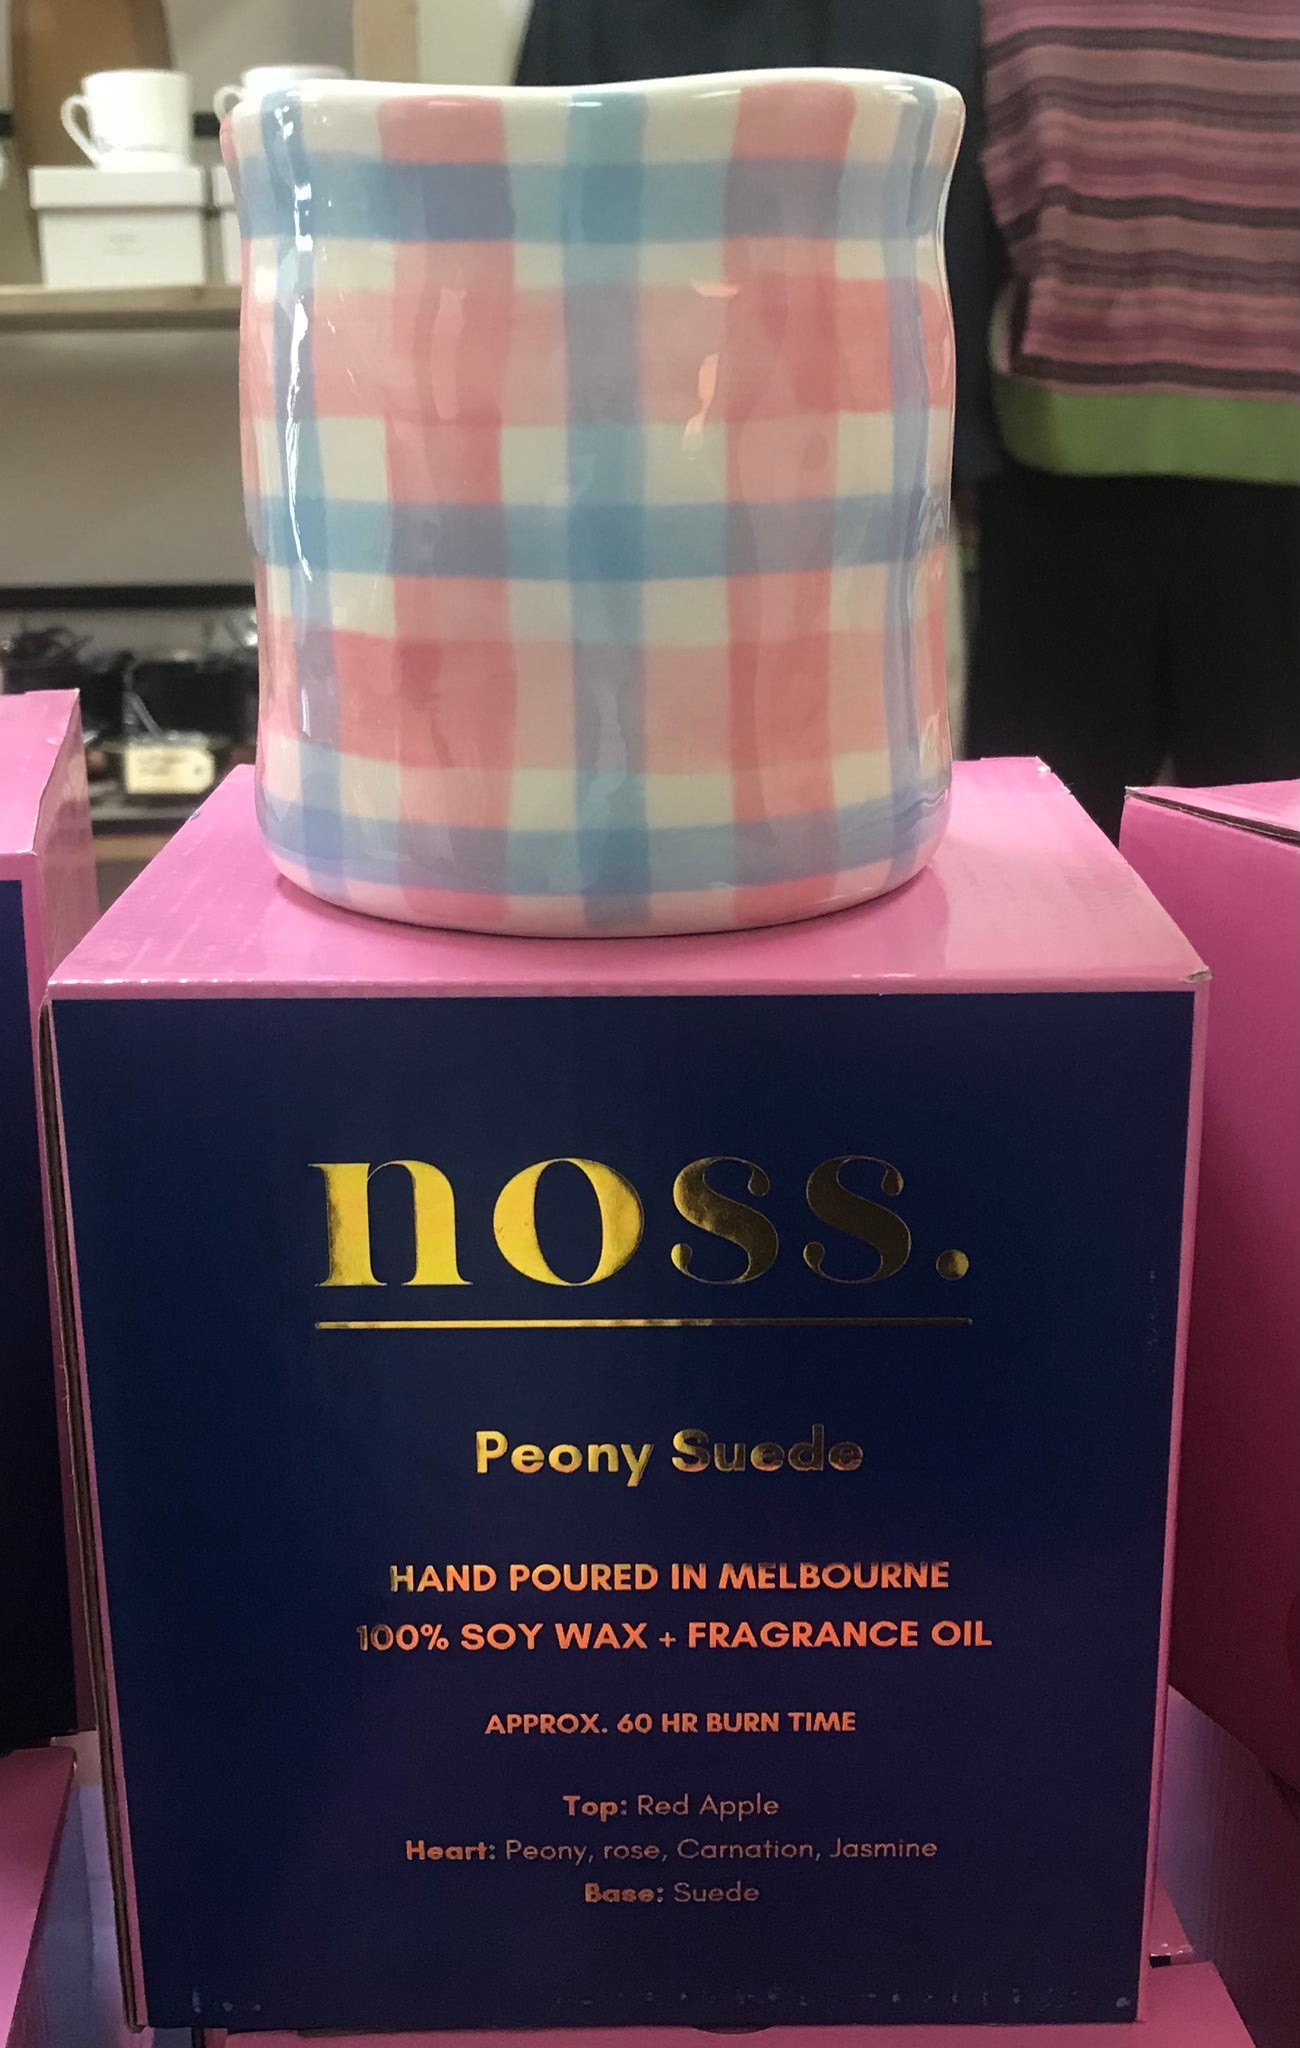 noss.
Peony Suede
HAND POURED IN MELBOURNE
100% SOY WAX + FRAGRANCE OIL
APPROX. 60 HR BURN TIME
Top: Red Apple
Heart: Peony, rose, Carnation, Jasmine
Base: Suede